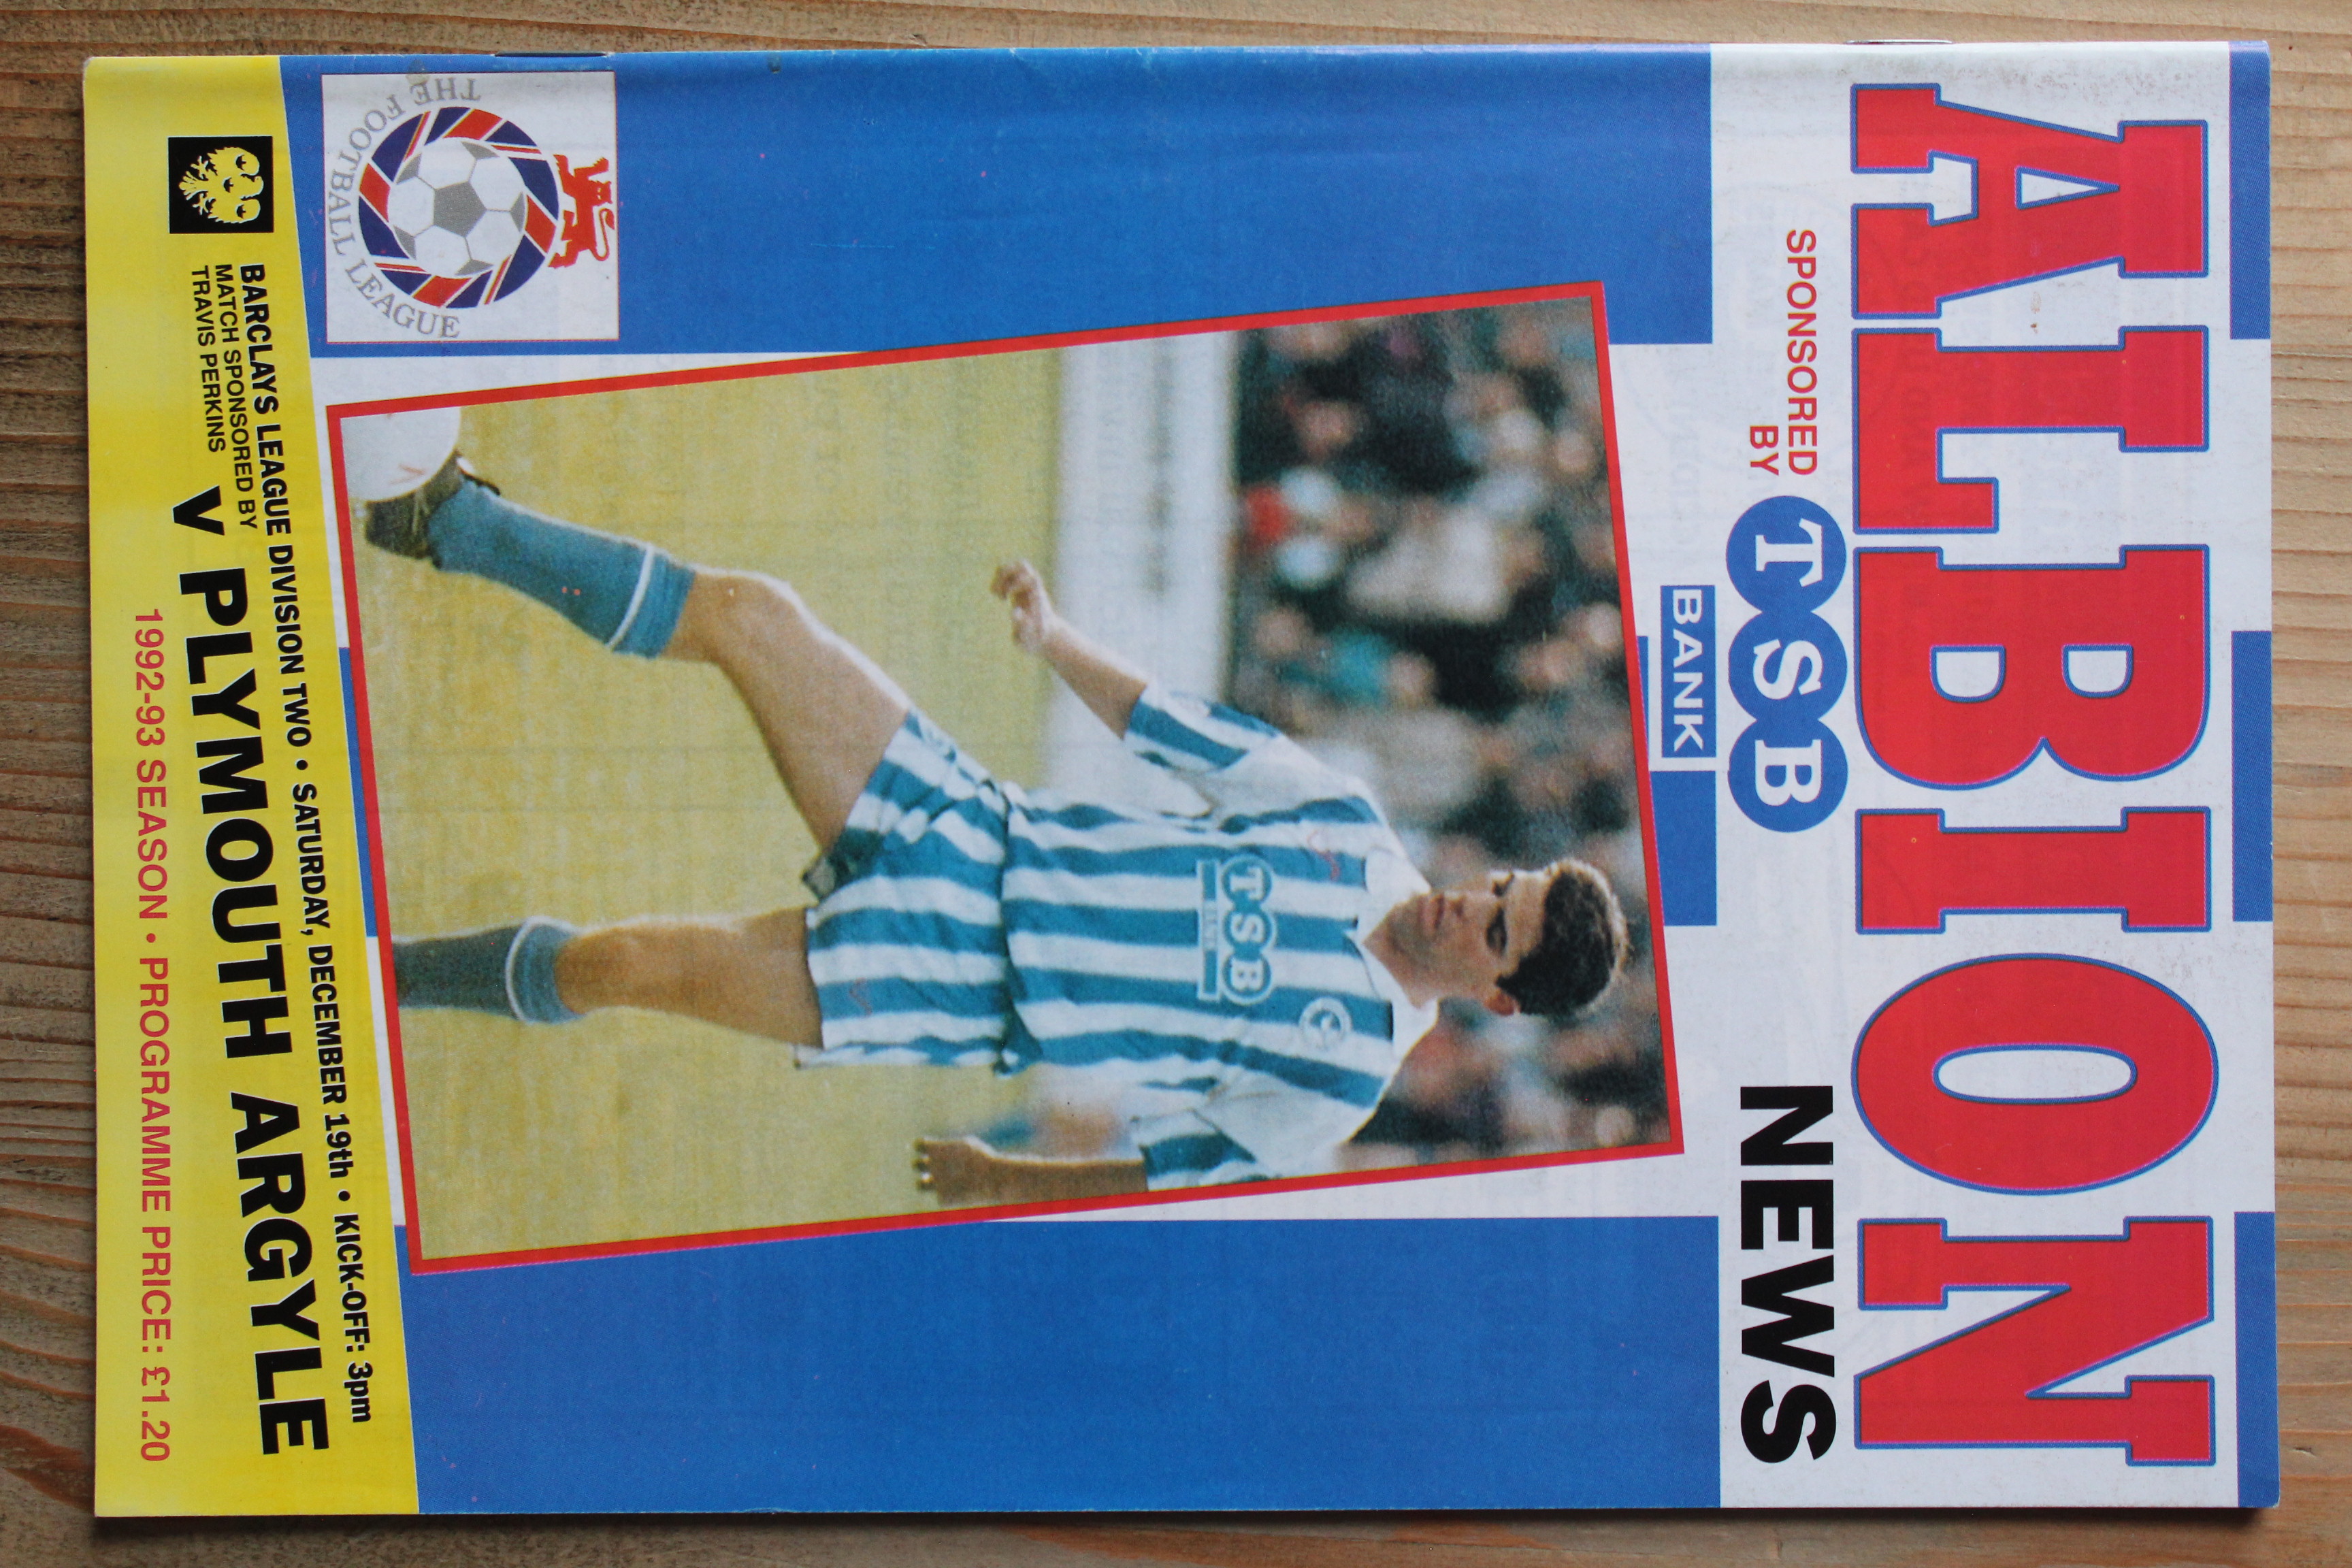 ALBION
SPONSORED
BY
TSB
BANK
NEWS
TSB
BANK
THE FOOTBALL LEAGUE
BARCLAYS LEAGUE DIVISION TWO • SATURDAY, DECEMBER 19th • KICK-OFF: 3pm
MATCH SPONSORED BY
TRAVIS PERKINS
V PLYMOUTH ARGYLE
1992-93 SEASON • PROGRAMME PRICE: £1.20